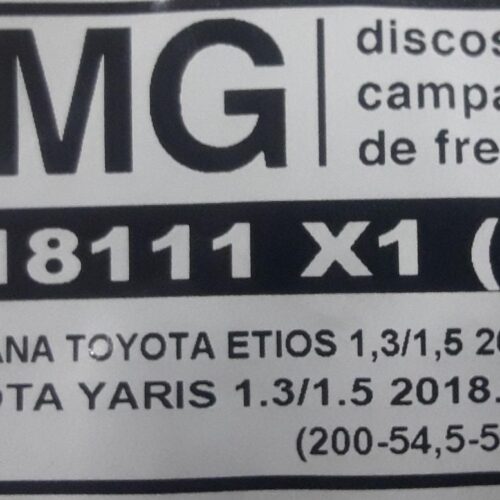 MG
discos
campa
de fre
18111 X1 (
ANA TOYOTA ETIOS 1,3/1,5 20
OTA YARIS 1.3/1.5 2018.
(200-54,5-5